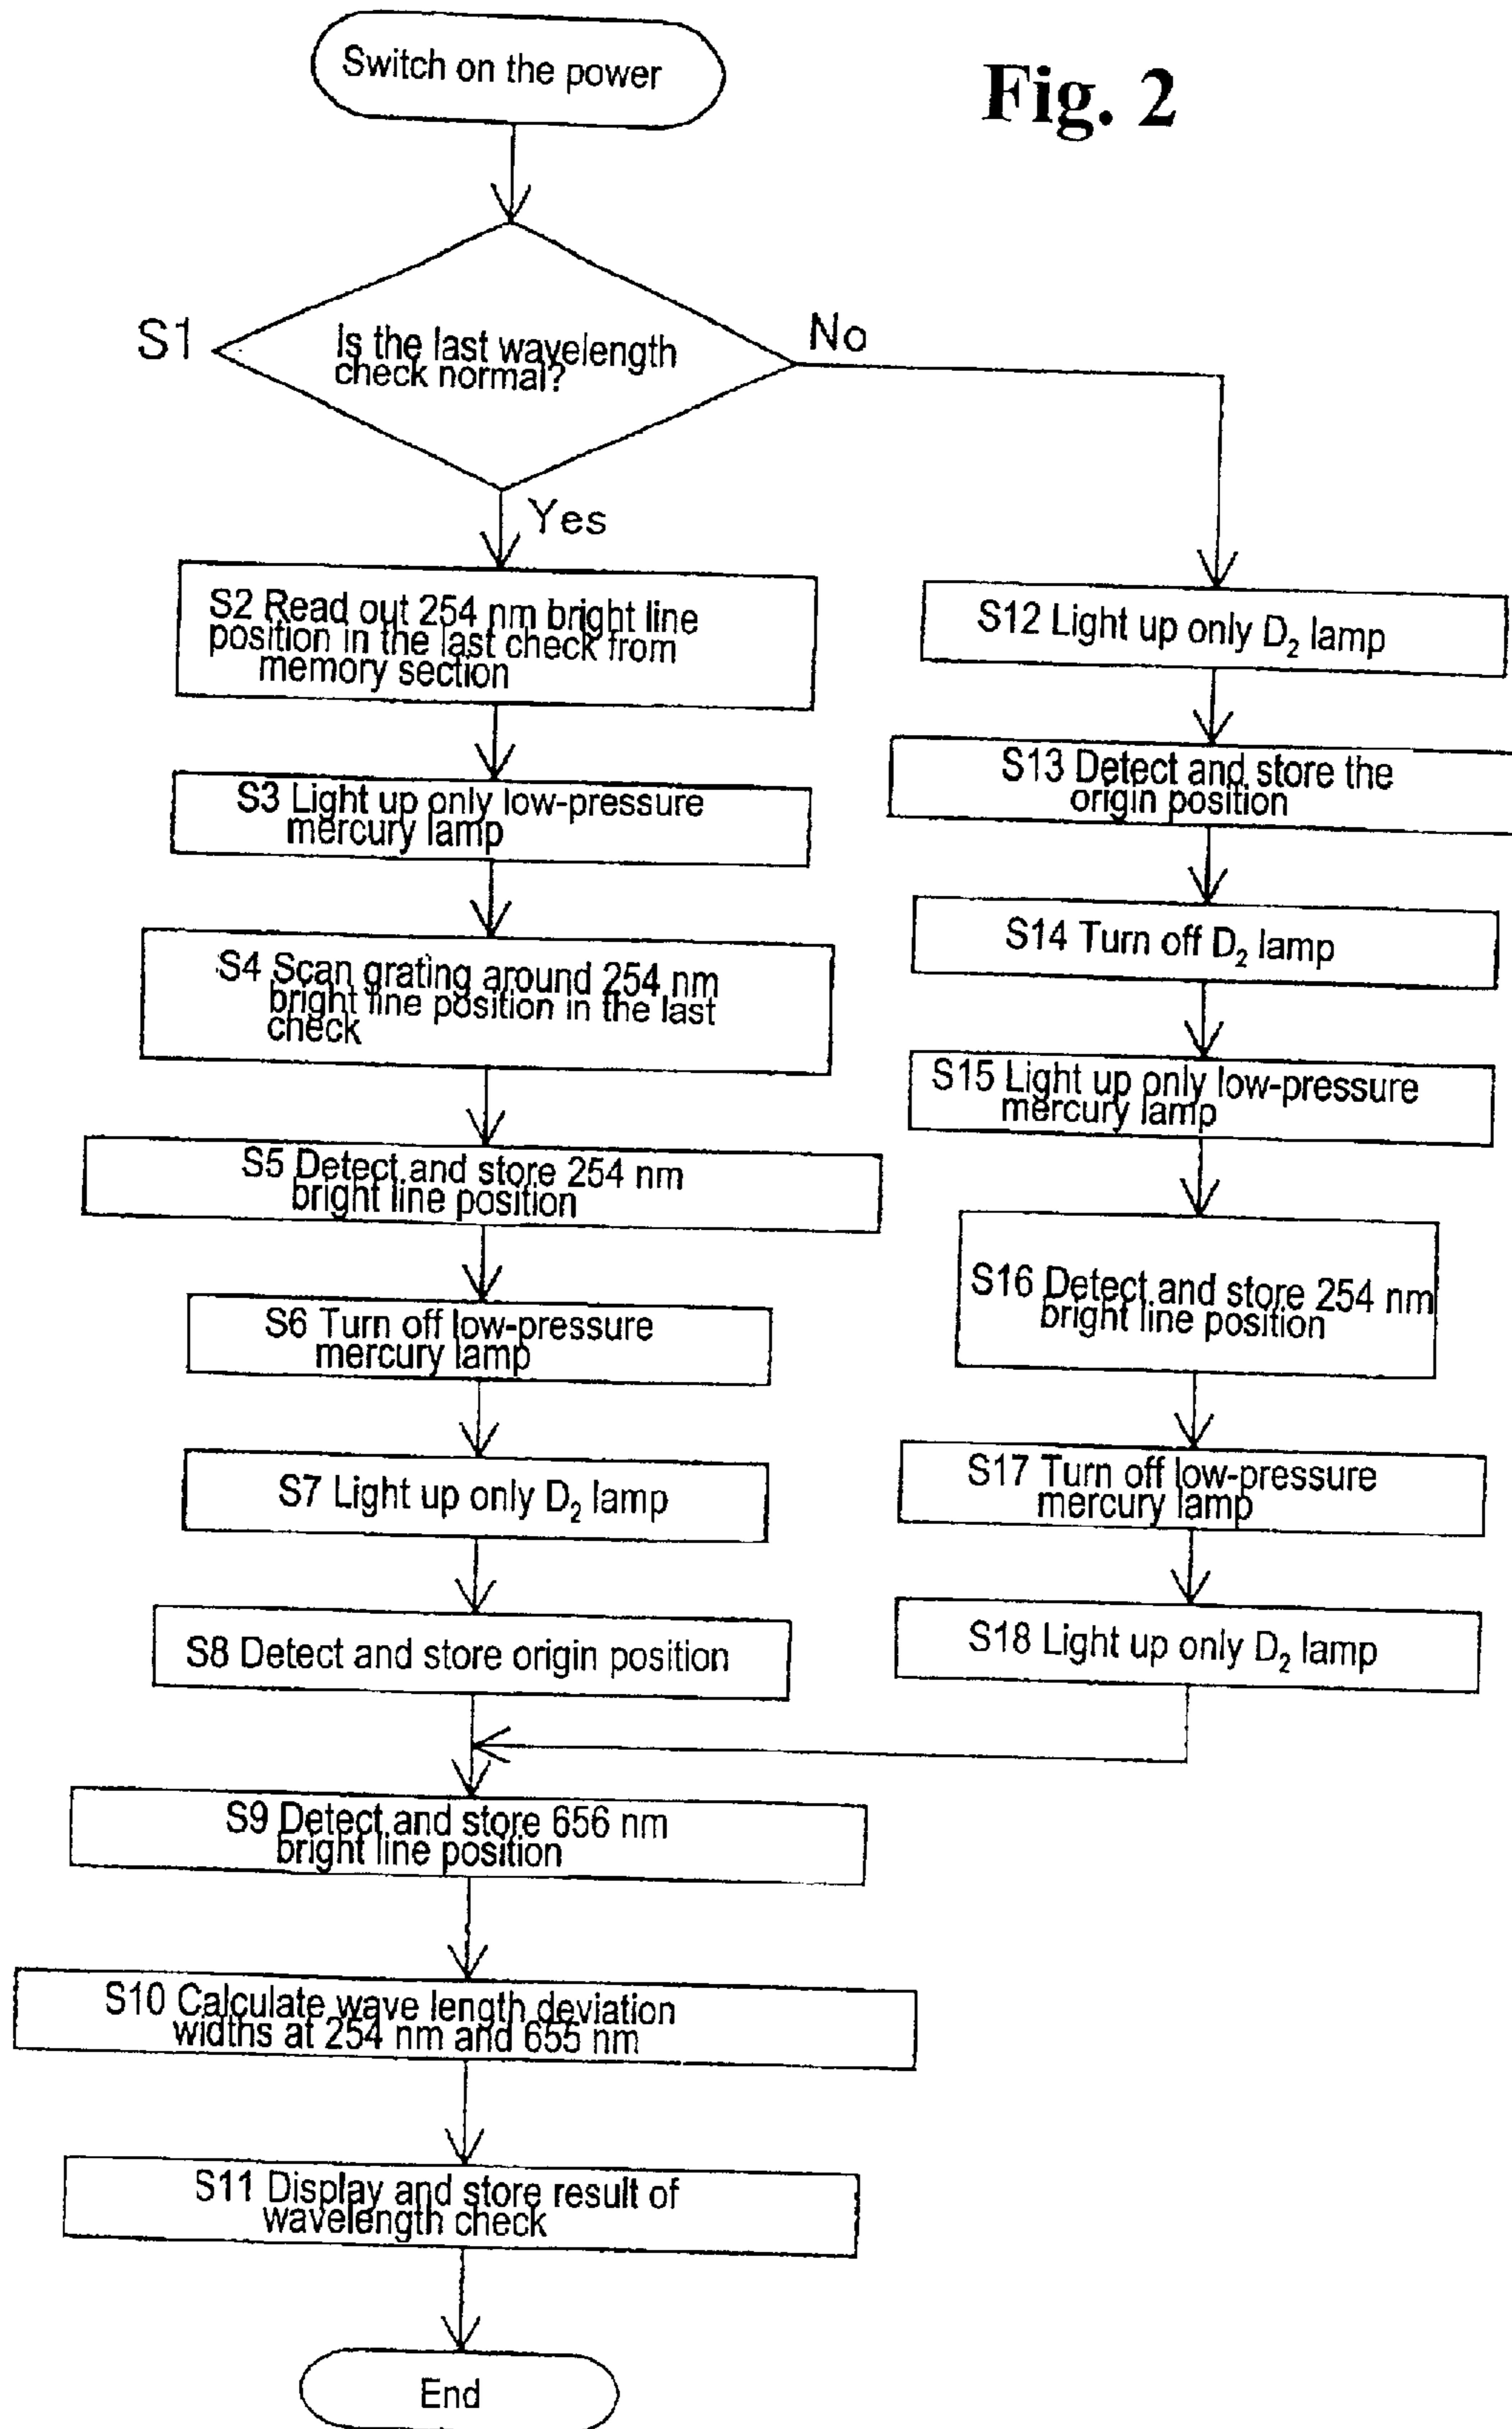 Switch on the power
Fig. 2
S1
Is the last wavelength
check normal?
No
Yes
S2 Read out 254 nm bright line
position in the last check from
memory section
S3 Light up only low-pressure
mercury lamp
S4 Scan grating around 254 nm
bright line position in the last
check
S5 Detect and store 254 nm
bright line position
S6 Turn off low-pressure
mercury lamp
S7 Light up only D₂ lamp
S8 Detect and store origin position
S12 Light up only D₂ lamp
S13 Detect and store the
origin position
S14 Turn off D₂ lamp
S15 Light up only low-pressure
mercury lamp
S16 Detect and store 254 nm
bright line position
S17 Turn off low-pressure
mercury lamp
S18 Light up only D₂ lamp
S9 Detect and store 656 nm
bright line position
S10 Calculate wave length deviation
widths at 254 nm and 655 nm
S11 Display and store result of
wavelength check
End